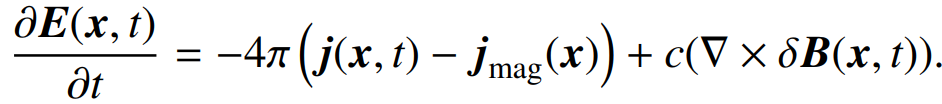 ∂E(x, t)/∂t = −4π(j(x, t) − j_mag(x)) + c(∇ × δB(x, t)).